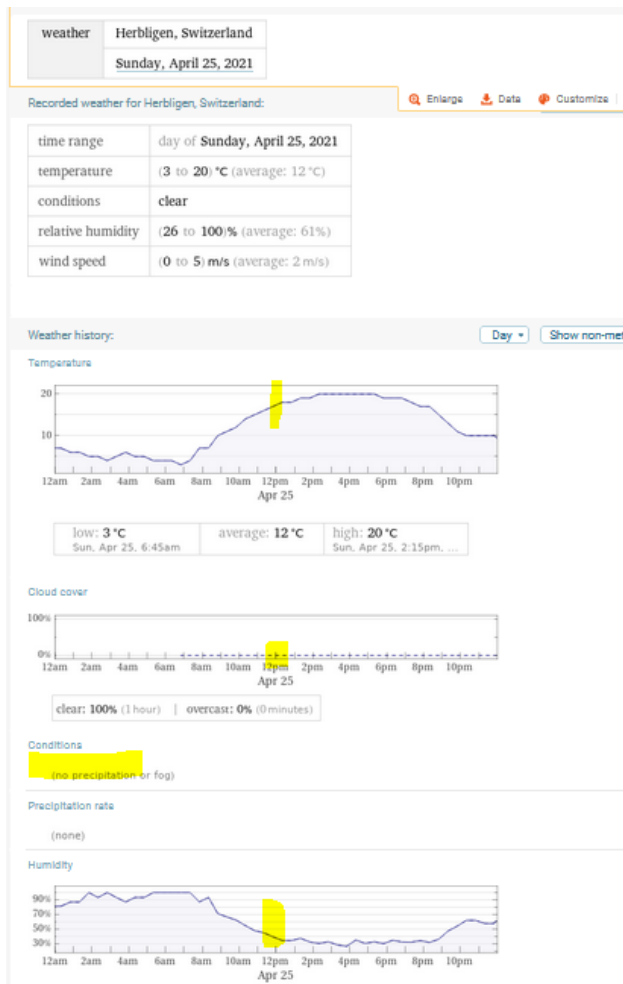 weather Herbligen, Switzerland
Sunday, April 25, 2021
Recorded weather for Herbligen, Switzerland: Enlarge Data Customize
time range day of Sunday, April 25, 2021
temperature (3 to 20) °C (average: 12 °C)
conditions clear
relative humidity (26 to 100)% (average: 61%)
wind speed (0 to 5) m/s (average: 2 m/s)
Weather history: Day Show non-met
Temperature
20
10
12am 2am 4am 6am 8am 10am 12pm 2pm 4pm 6pm 8pm 10pm
Apr 25
low: 3 °C average: 12 °C high: 20 °C
Sun, Apr 25, 6:45am Sun, Apr 25, 2:15pm, ...
Cloud cover
100%
0%
12am 2am 4am 6am 8am 10am 12pm 2pm 4pm 6pm 8pm 10pm
Apr 25
clear: 100% (1 hour) | overcast: 0% (0 minutes)
Conditions
(no precipitation or fog)
Precipitation rate
(none)
Humidity
90%
70%
50%
30%
12am 2am 4am 6am 8am 10am 12pm 2pm 4pm 6pm 8pm 10pm
Apr 25